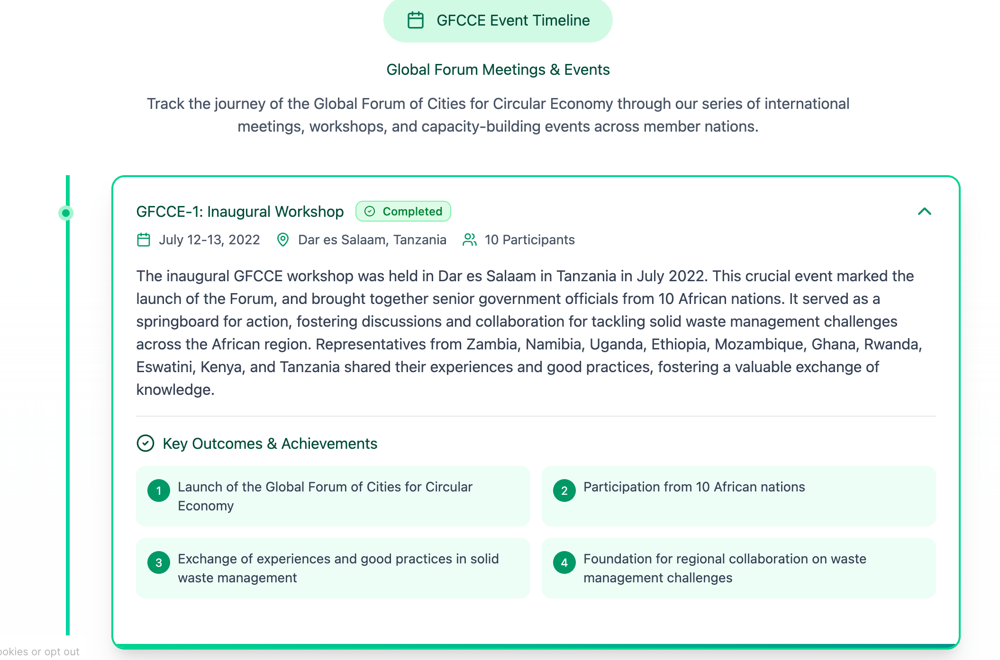 GFCCE Event Timeline
Global Forum Meetings & Events
Track the journey of the Global Forum of Cities for Circular Economy through our series of international
meetings, workshops, and capacity-building events across member nations.
GFCCE-1: Inaugural Workshop
Completed
July 12-13, 2022
Dar es Salaam, Tanzania
10 Participants
The inaugural GFCCE workshop was held in Dar es Salaam in Tanzania in July 2022. This crucial event marked the
launch of the Forum, and brought together senior government officials from 10 African nations. It served as a
springboard for action, fostering discussions and collaboration for tackling solid waste management challenges
across the African region. Representatives from Zambia, Namibia, Uganda, Ethiopia, Mozambique, Ghana, Rwanda,
Eswatini, Kenya, and Tanzania shared their experiences and good practices, fostering a valuable exchange of
knowledge.
Key Outcomes & Achievements
1
Launch of the Global Forum of Cities for Circular
Economy
2
Participation from 10 African nations
3
Exchange of experiences and good practices in solid
waste management
4
Foundation for regional collaboration on waste
management challenges
or opt out